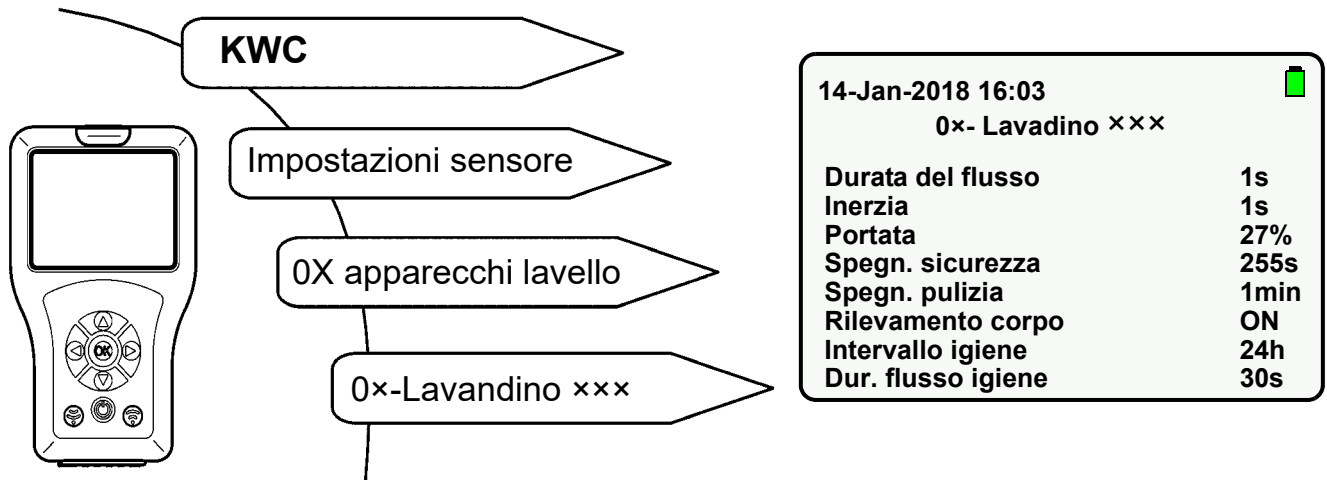 KWC
Impostazioni sensore
0X apparecchi lavello
0×-Lavandino ×××
OK
14-Jan-2018 16:03
0×- Lavadino ×××
Durata del flusso 1s
Inerzia 1s
Portata 27%
Spegn. sicurezza 255s
Spegn. pulizia 1min
Rilevamento corpo ON
Intervallo igiene 24h
Dur. flusso igiene 30s